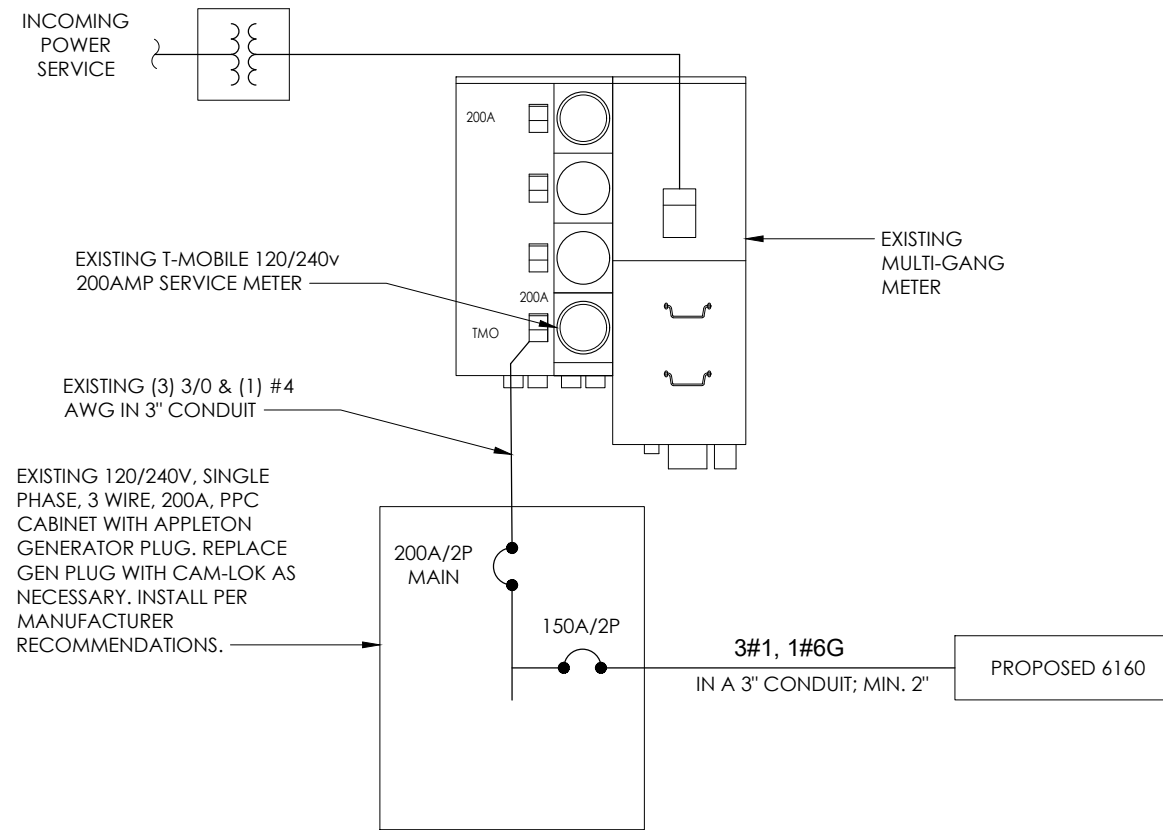 INCOMING
POWER
SERVICE
200A
EXISTING T-MOBILE 120/240v
200AMP SERVICE METER
200A
TMO
EXISTING
MULTI-GANG
METER
EXISTING (3) 3/0 & (1) #4
AWG IN 3" CONDUIT
EXISTING 120/240V, SINGLE
PHASE, 3 WIRE, 200A, PPC
CABINET WITH APPLETON
GENERATOR PLUG. REPLACE
GEN PLUG WITH CAM-LOK AS
NECESSARY. INSTALL PER
MANUFACTURER
RECOMMENDATIONS.
200A/2P
MAIN
150A/2P
3#1, 1#6G
IN A 3" CONDUIT; MIN. 2"
PROPOSED 6160